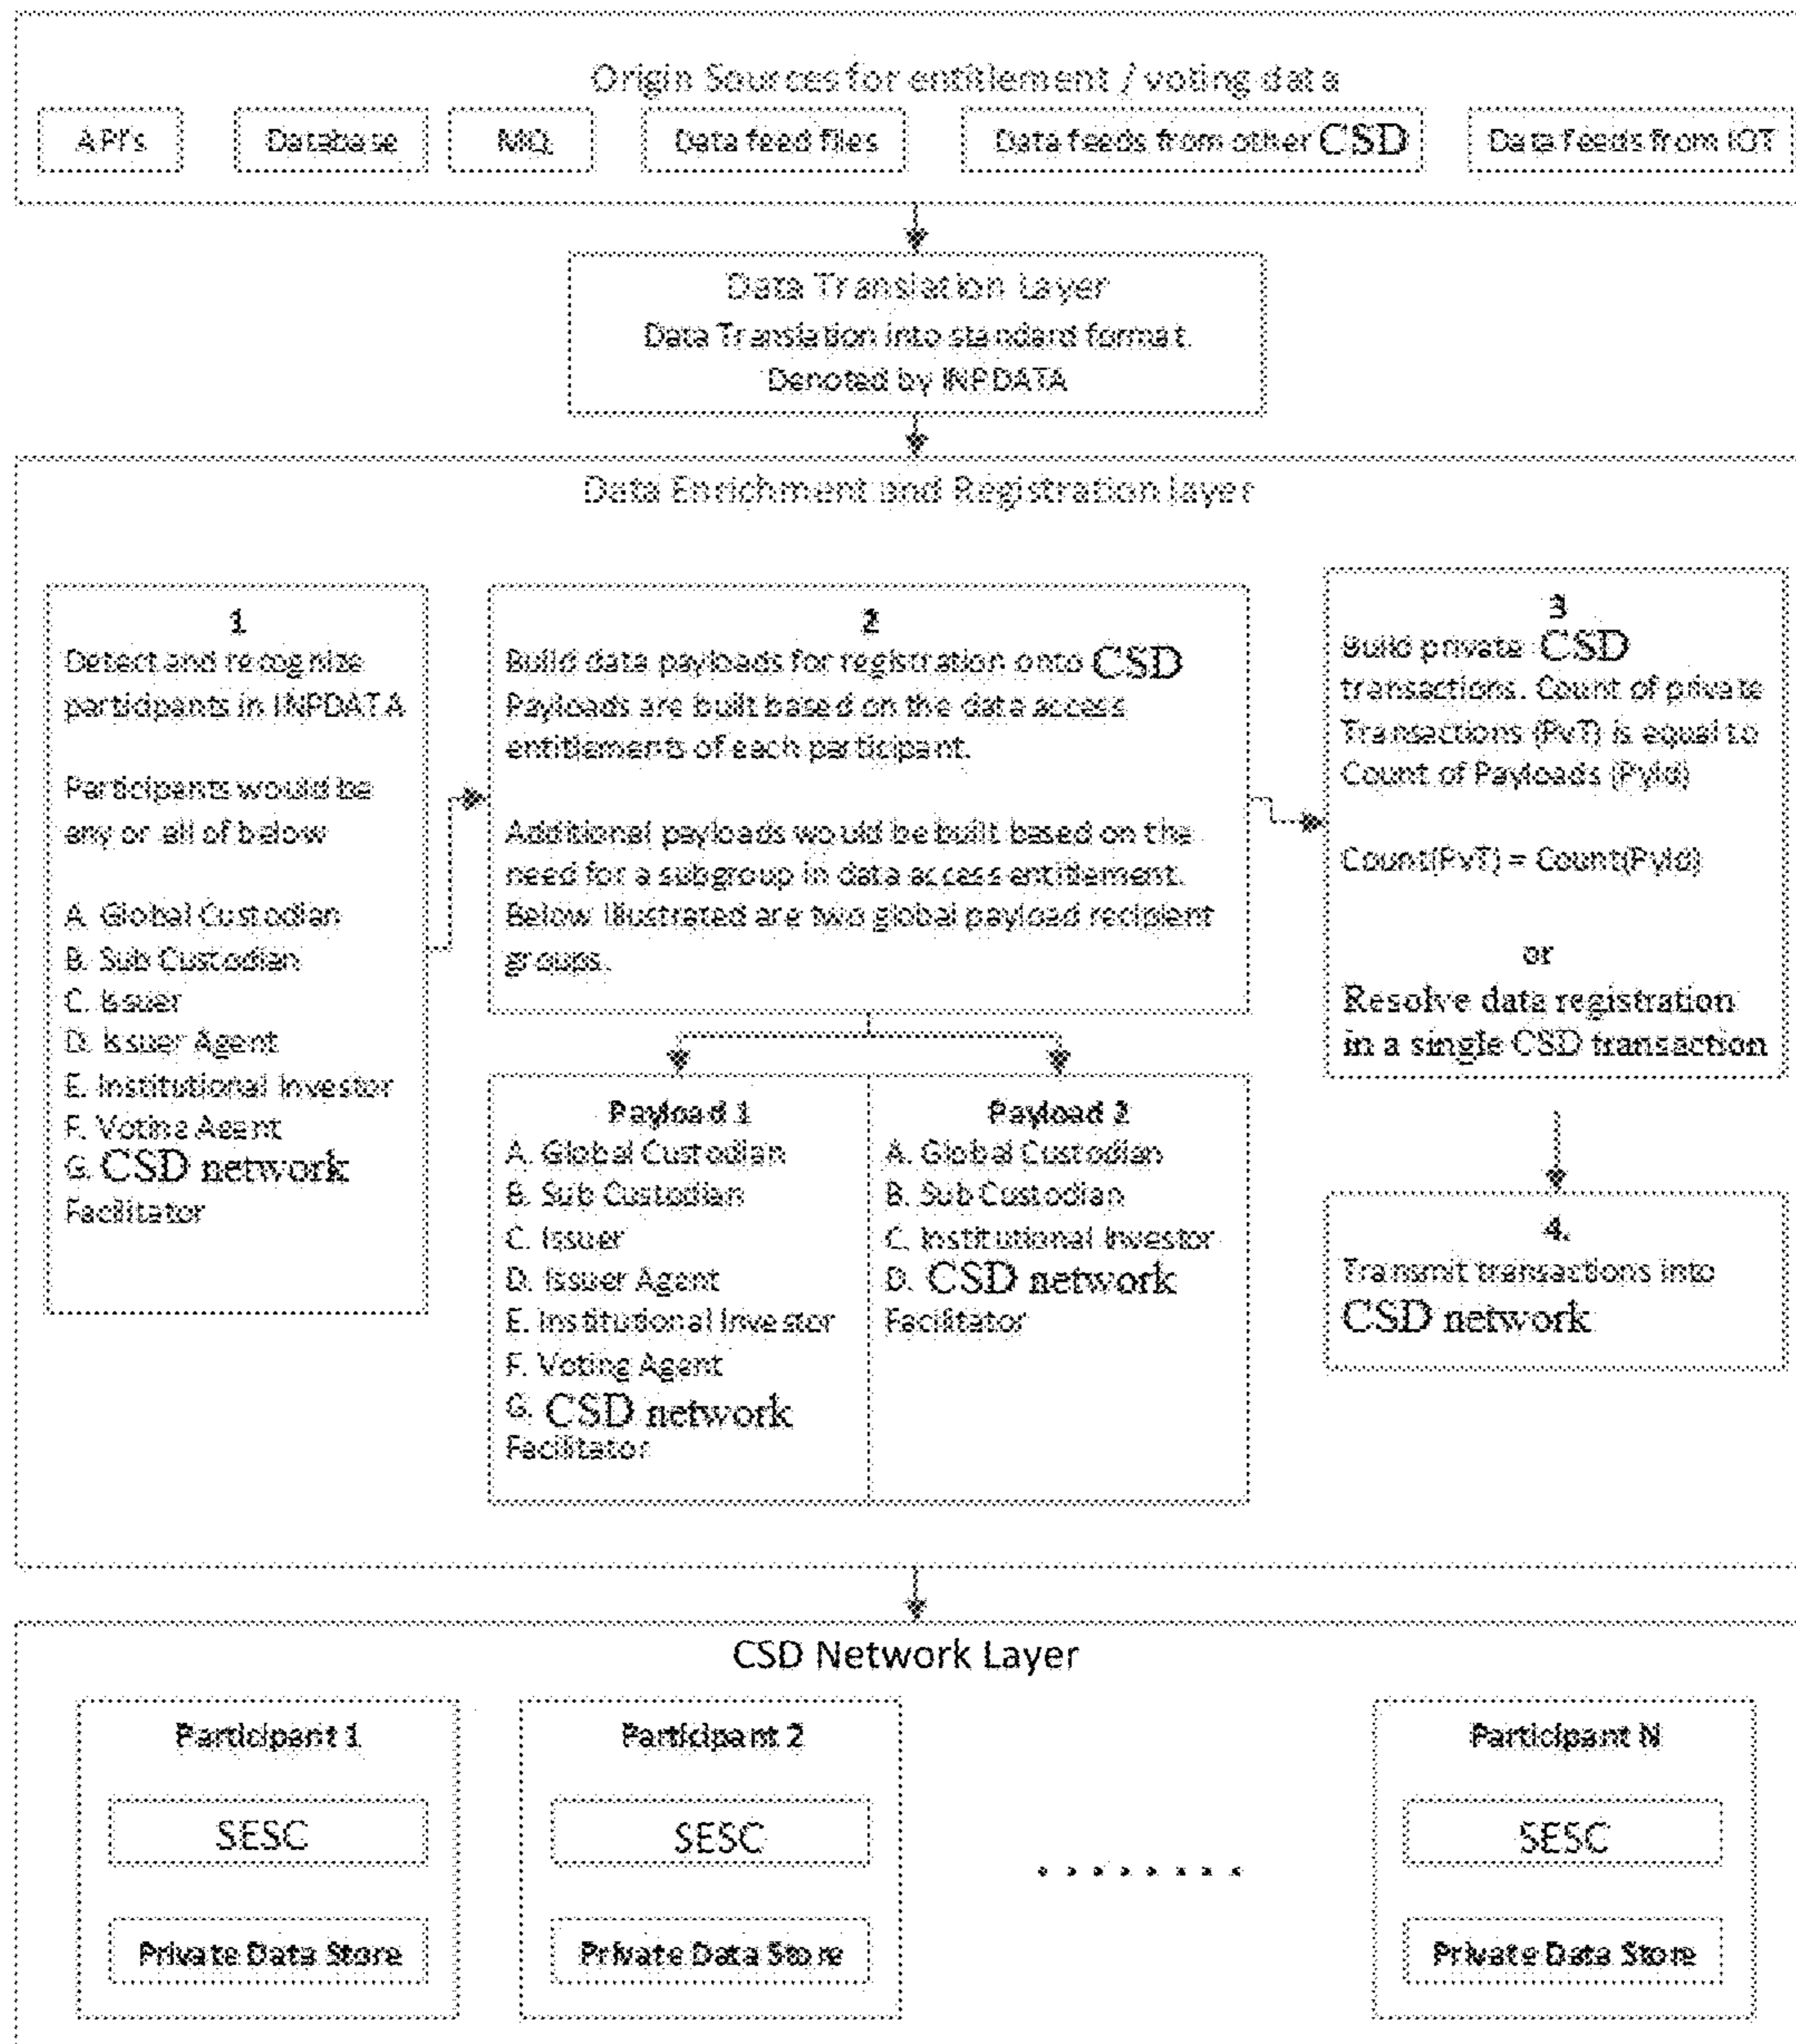 Origin Sources for entitlement / voting data
API's
Database
MQ
Data feed files
Data feeds from other CSD
Data feeds from IOT
Data Translation Layer
Data Translation into standard format.
Denoted by INPDATA
Data Enrichment and Registration layer
1
Detect and recognize
participants in INPDATA
Participants would be
any or all of below
A. Global Custodian
B. Sub Custodian
C. Issuer
D. Issuer Agent
E. Institutional Investor
F. Voting Agent
G. CSD network
Facilitator
2
Build data payloads for registration onto CSD
Payloads are built based on the data access
entitlements of each participant.
Additional payloads would be built based on the
need for a subgroup in data access entitlement.
Below illustrated are two global payload recipient
groups.
Payload 1
A. Global Custodian
B. Sub Custodian
C. Issuer
D. Issuer Agent
E. Institutional Investor
F. Voting Agent
G. CSD network
Facilitator
Payload 2
A. Global Custodian
B. Sub Custodian
C. Institutional Investor
D. CSD network
Facilitator
3
Build private CSD
transactions. Count of private
Transactions (PvT) is equal to
Count of Payloads (Pyld)
Count(PvT) = Count(Pyld)
or
Resolve data registration
in a single CSD transaction
4.
Transmit transactions into
CSD network
CSD Network Layer
Participant 1
SESC
Private Data Store
Participant 2
SESC
Private Data Store
. . . . . . . .
Participant N
SESC
Private Data Store